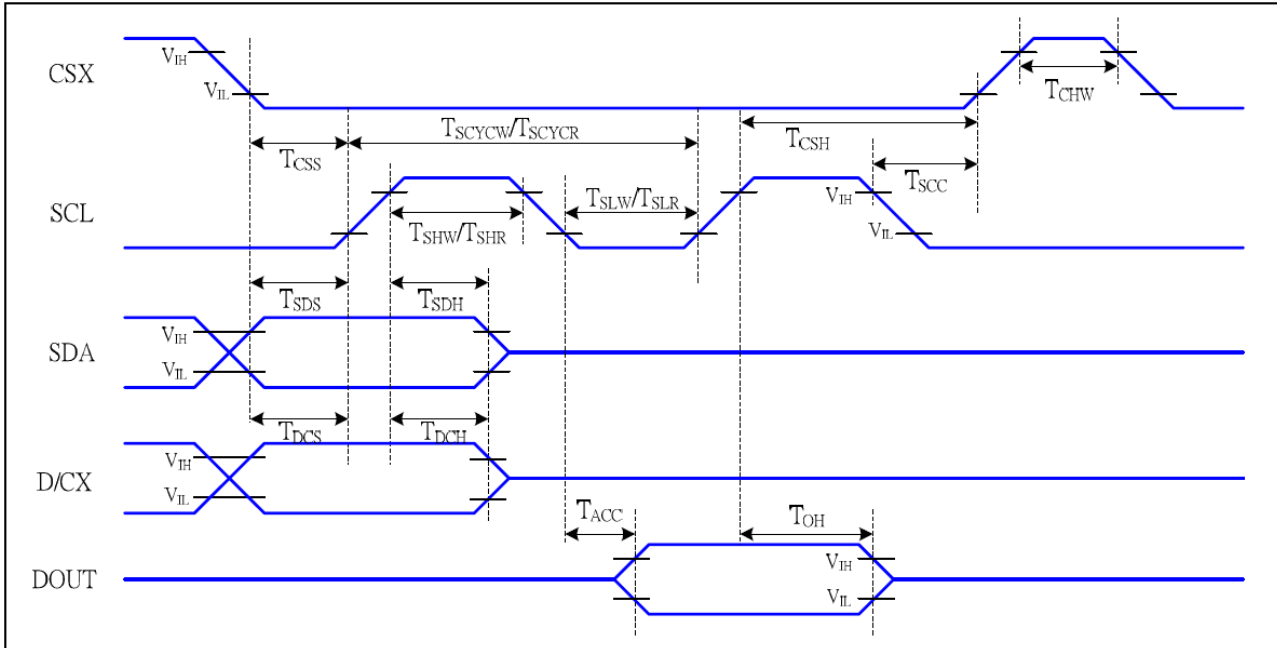 CSX
VIH
VIL
TCHW
TSCYCW/TSCYCR
TCSS
TCSH
TSCC
SCL
TSLW/TSLR
VIH
TSHW/TSHR
VIL
TSDS
TSDH
SDA
VIH
VIL
TDCS
TDCH
D/CX
VIH
VIL
TACC
TOH
DOUT
VIH
VIL